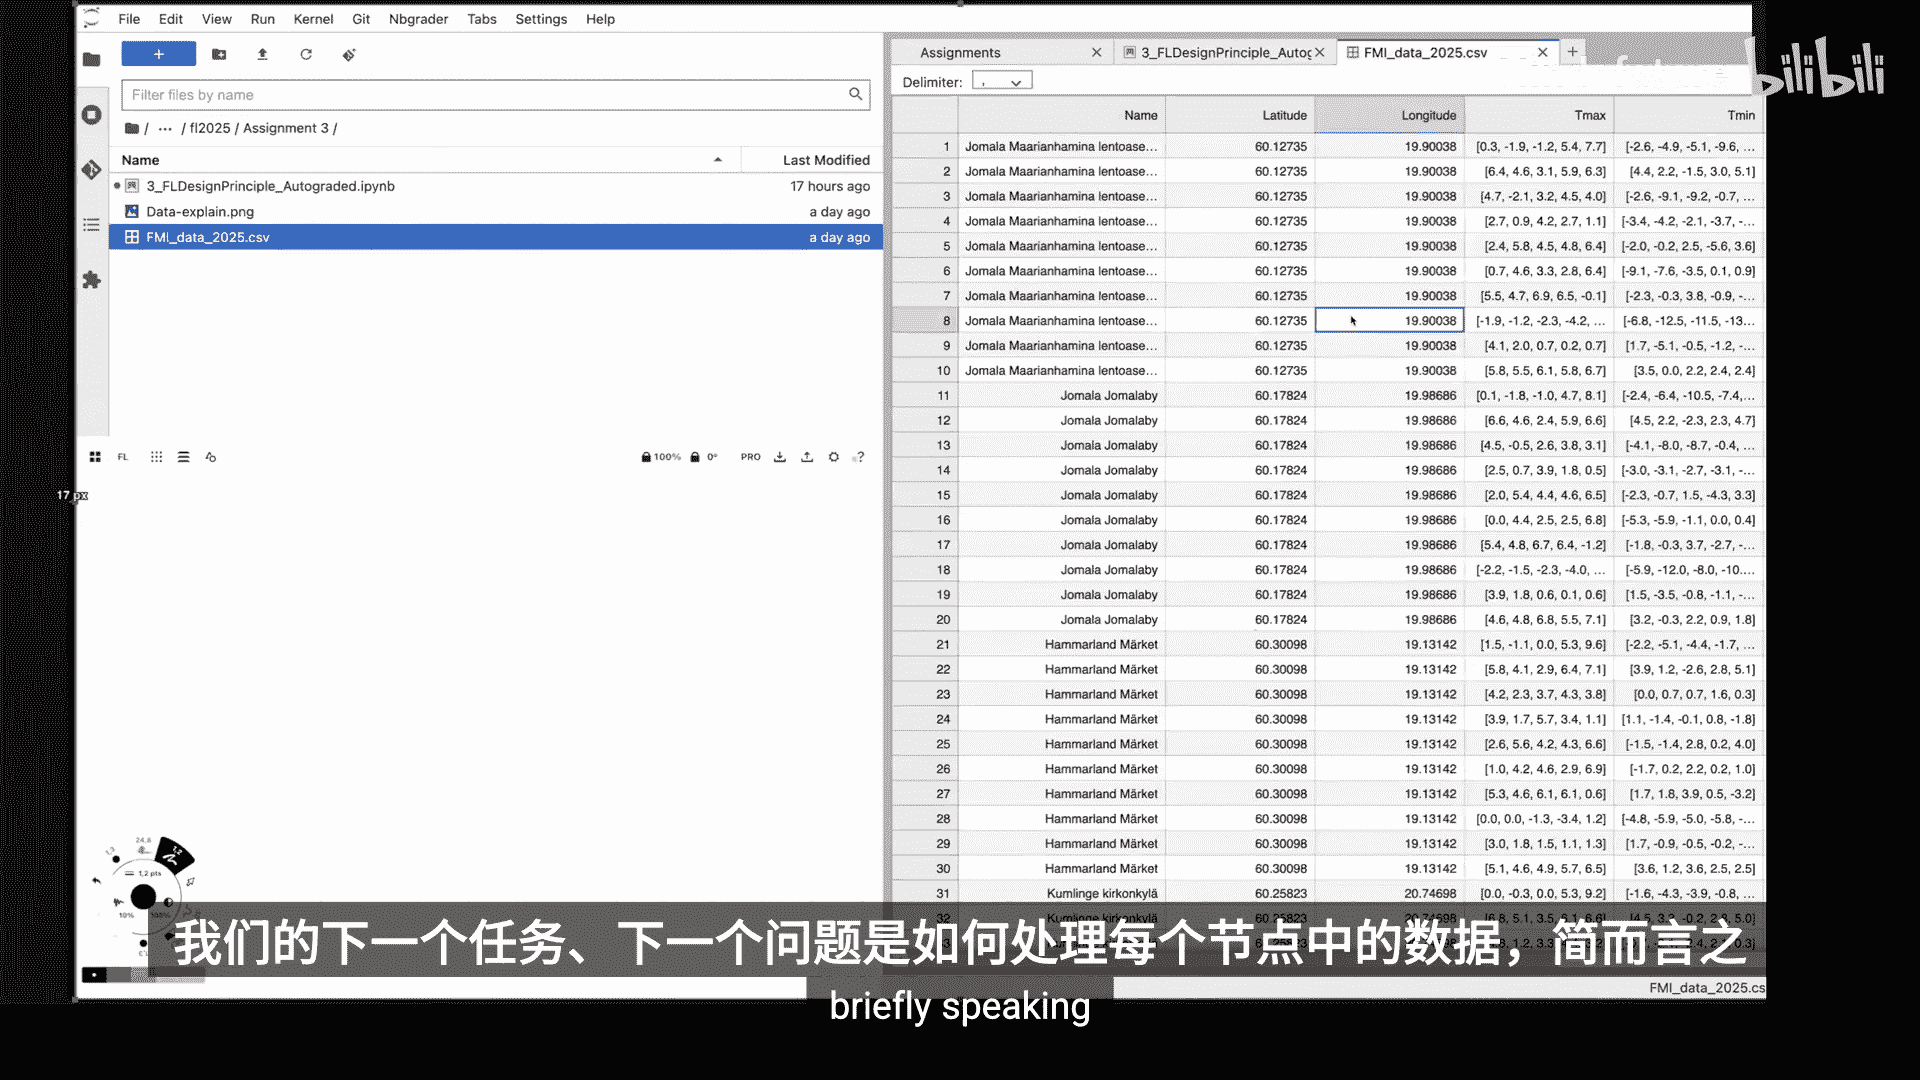 File Edit View Run Kernel Git Nbgrader Tabs Settings Help
+
Filter files by name
/ ... / fl2025 / Assignment 3 /
Name Last Modified
3_FLDesignPrinciple_Autograded.ipynb 17 hours ago
Data-explain.png a day ago
FMI_data_2025.csv a day ago
FL 100% 0° PRO
17 px
24.8
1,2
1,2 pts
10% 100%
Assignments 3_FLDesignPrinciple_Autog FMI_data_2025.csv
bilibili
Delimiter: ,
Name Latitude Longitude Tmax Tmin
1 Jomala Maarianhamina lentoase... 60.12735 19.90038 [0.3, -1.9, -1.2, 5.4, 7.7] [-2.6, -4.9, -5.1, -9.6, ...
2 Jomala Maarianhamina lentoase... 60.12735 19.90038 [6.4, 4.6, 3.1, 5.9, 6.3] [4.4, 2.2, -1.5, 3.0, 5.1]
3 Jomala Maarianhamina lentoase... 60.12735 19.90038 [4.7, -2.1, 3.2, 4.5, 4.0] [-2.6, -9.1, -9.2, -0.7, ...
4 Jomala Maarianhamina lentoase... 60.12735 19.90038 [2.7, 0.9, 4.2, 2.7, 1.1] [-3.4, -4.2, -2.1, -3.7, -...
5 Jomala Maarianhamina lentoase... 60.12735 19.90038 [2.4, 5.8, 4.5, 4.8, 6.4] [-2.0, -0.2, 2.5, -5.6, 3.6]
6 Jomala Maarianhamina lentoase... 60.12735 19.90038 [0.7, 4.6, 3.3, 2.8, 6.4] [-9.1, -7.6, -3.5, 0.1, 0.9]
7 Jomala Maarianhamina lentoase... 60.12735 19.90038 [5.5, 4.7, 6.9, 6.5, -0.1] [-2.3, -0.3, 3.8, -0.9, -...
8 Jomala Maarianhamina lentoase... 60.12735 19.90038 [-1.9, -1.2, -2.3, -4.2, ... [-6.8, -12.5, -11.5, -13...
9 Jomala Maarianhamina lentoase... 60.12735 19.90038 [4.1, 2.0, 0.7, 0.2, 0.7] [1.7, -5.1, -0.5, -1.2, -...
10 Jomala Maarianhamina lentoase... 60.12735 19.90038 [5.8, 5.5, 6.1, 5.8, 6.7] [3.5, 0.0, 2.2, 2.4, 2.4]
11 Jomala Jomalaby 60.17824 19.98686 [0.1, -1.8, -1.0, 4.7, 8.1] [-2.4, -6.4, -10.5, -7.4,...
12 Jomala Jomalaby 60.17824 19.98686 [6.6, 4.6, 2.4, 5.9, 6.6] [4.5, 2.2, -2.3, 2.3, 4.7]
13 Jomala Jomalaby 60.17824 19.98686 [4.5, -0.5, 2.6, 3.8, 3.1] [-4.1, -8.0, -8.7, -0.4, ...
14 Jomala Jomalaby 60.17824 19.98686 [2.5, 0.7, 3.9, 1.8, 0.5] [-3.0, -3.1, -2.7, -3.1, -...
15 Jomala Jomalaby 60.17824 19.98686 [2.0, 5.4, 4.4, 4.6, 6.5] [-2.3, -0.7, 1.5, -4.3, 3.3]
16 Jomala Jomalaby 60.17824 19.98686 [0.0, 4.4, 2.5, 2.5, 6.8] [-5.3, -5.9, -1.1, 0.0, 0.4]
17 Jomala Jomalaby 60.17824 19.98686 [5.4, 4.8, 6.7, 6.4, -1.2] [-1.8, -0.3, 3.7, -2.7, -...
18 Jomala Jomalaby 60.17824 19.98686 [-2.2, -1.5, -2.3, -4.0, ... [-5.9, -12.0, -8.0, -10....
19 Jomala Jomalaby 60.17824 19.98686 [3.9, 1.8, 0.6, 0.1, 0.6] [1.5, -3.5, -0.8, -1.1, -...
20 Jomala Jomalaby 60.17824 19.98686 [4.6, 4.8, 6.8, 5.5, 7.1] [3.2, -0.3, 2.2, 0.9, 1.8]
21 Hammarland Märket 60.30098 19.13142 [1.5, -1.1, 0.0, 5.3, 9.6] [-2.2, -5.1, -4.4, -1.7, ...
22 Hammarland Märket 60.30098 19.13142 [5.8, 4.1, 2.9, 6.4, 7.1] [3.9, 1.2, -2.6, 2.8, 5.1]
23 Hammarland Märket 60.30098 19.13142 [4.2, 2.3, 3.7, 4.3, 3.8] [0.0, 0.7, 0.7, 1.6, 0.3]
24 Hammarland Märket 60.30098 19.13142 [3.9, 1.7, 5.7, 3.4, 1.1] [1.1, -1.4, -0.1, 0.8, -1.8]
25 Hammarland Märket 60.30098 19.13142 [2.6, 5.6, 4.2, 4.3, 6.6] [-1.5, -1.4, 2.8, 0.2, 4.0]
26 Hammarland Märket 60.30098 19.13142 [1.0, 4.2, 4.6, 2.9, 6.9] [-1.7, 0.2, 2.2, 0.2, 1.0]
27 Hammarland Märket 60.30098 19.13142 [5.3, 4.6, 6.1, 6.1, 0.6] [1.7, 1.8, 3.9, 0.5, -3.2]
28 Hammarland Märket 60.30098 19.13142 [0.0, 0.0, -1.3, -3.4, 1.2] [-4.8, -5.9, -5.0, -5.8, -...
29 Hammarland Märket 60.30098 19.13142 [3.0, 1.8, 1.5, 1.1, 1.3] [1.7, -0.9, -0.5, -0.2, -...
30 Hammarland Märket 60.30098 19.13142 [5.1, 4.6, 4.9, 5.7, 6.5] [3.6, 1.2, 3.6, 2.5, 2.5]
31 Kumlinge kirkonkylä 60.25823 20.74698 [0.0, -0.3, 0.0, 5.3, 9.2] [-1.6, -4.3, -3.9, -0.8, ...
32 Kumlinge kirkonkylä 60.25823 20.74698
我们的下一个任务、下一个问题是如何处理每个节点中的数据，简而言之
briefly speaking
FMI_data_2025.cs